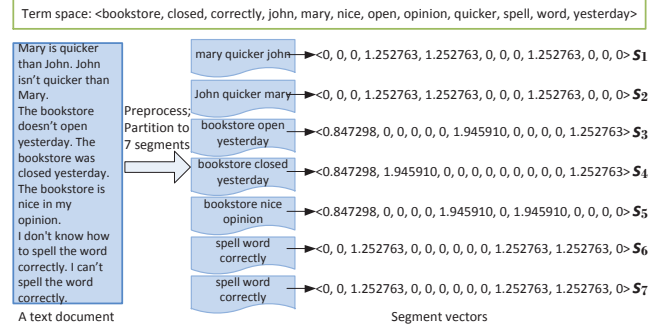 Term space: <bookstore, closed, correctly, john, mary, nice, open, opinion, quicker, spell, word, yesterday>
Mary is quicker
than John. John
isn't quicker than
Mary.
The bookstore
doesn't open
yesterday. The
bookstore was
closed yesterday.
The bookstore is
nice in my
opinion.
I don't know how
to spell the word
correctly. I can't
spell the word
correctly.
A text document
Preprocess;
Partition to
7 segments
mary quicker john
<0, 0, 0, 1.252763, 1.252763, 0, 0, 0, 1.252763, 0, 0, 0> S1
John quicker mary
<0, 0, 0, 1.252763, 1.252763, 0, 0, 0, 1.252763, 0, 0, 0> S2
bookstore open
yesterday
<0.847298, 0, 0, 0, 0, 0, 1.945910, 0, 0, 0, 0, 1.252763> S3
bookstore closed
yesterday
<0.847298, 1.945910, 0, 0, 0, 0, 0, 0, 0, 0, 0, 1.252763> S4
bookstore nice
opinion
<0.847298, 0, 0, 0, 0, 1.945910, 0, 1.945910, 0, 0, 0, 0> S5
spell word
correctly
<0, 0, 1.252763, 0, 0, 0, 0, 0, 0, 1.252763, 1.252763, 0> S6
spell word
correctly
<0, 0, 1.252763, 0, 0, 0, 0, 0, 0, 1.252763, 1.252763, 0> S7
Segment vectors